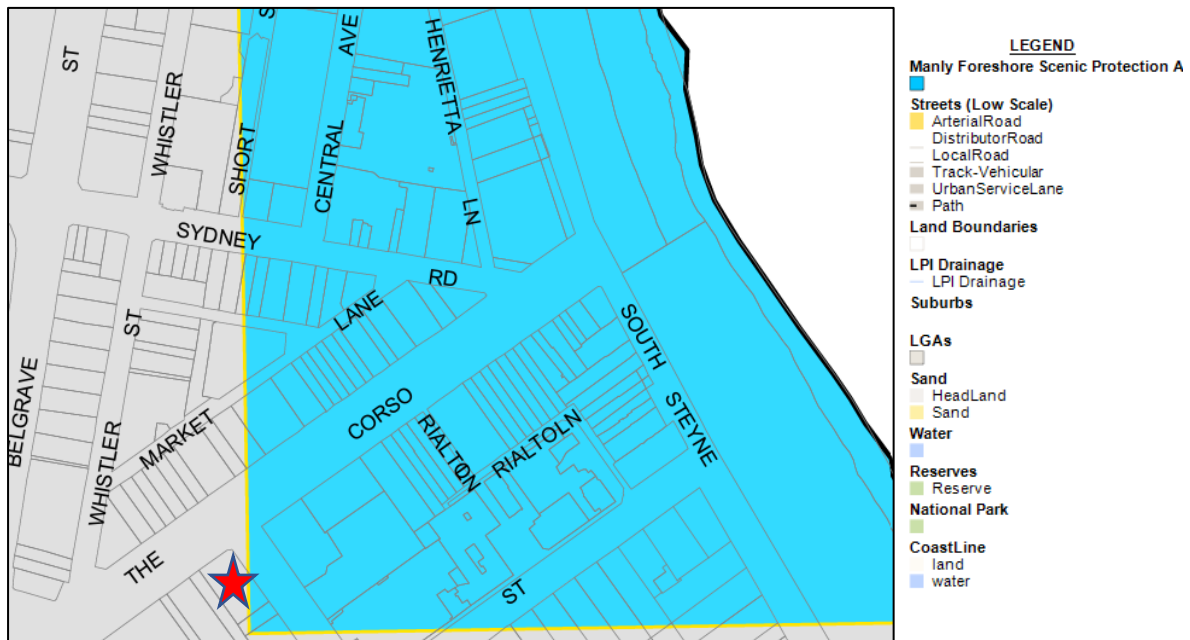 ST
WHISTLER
SHORT
S
AVE
CENTRAL
HENRIETTA
LN
SYDNEY
RD
LANE
MARKET
ST
BELGRAVE
WHISTLER
THE
CORSO
RIALTO
LN
RIALTOLN
SOUTH
STEYNE
ST
LEGEND
Manly Foreshore Scenic Protection A
Streets (Low Scale)
ArterialRoad
DistributorRoad
LocalRoad
Track-Vehicular
UrbanServiceLane
Path
Land Boundaries
LPI Drainage
LPI Drainage
Suburbs
LGAs
Sand
HeadLand
Sand
Water
Reserves
Reserve
National Park
CoastLine
land
water